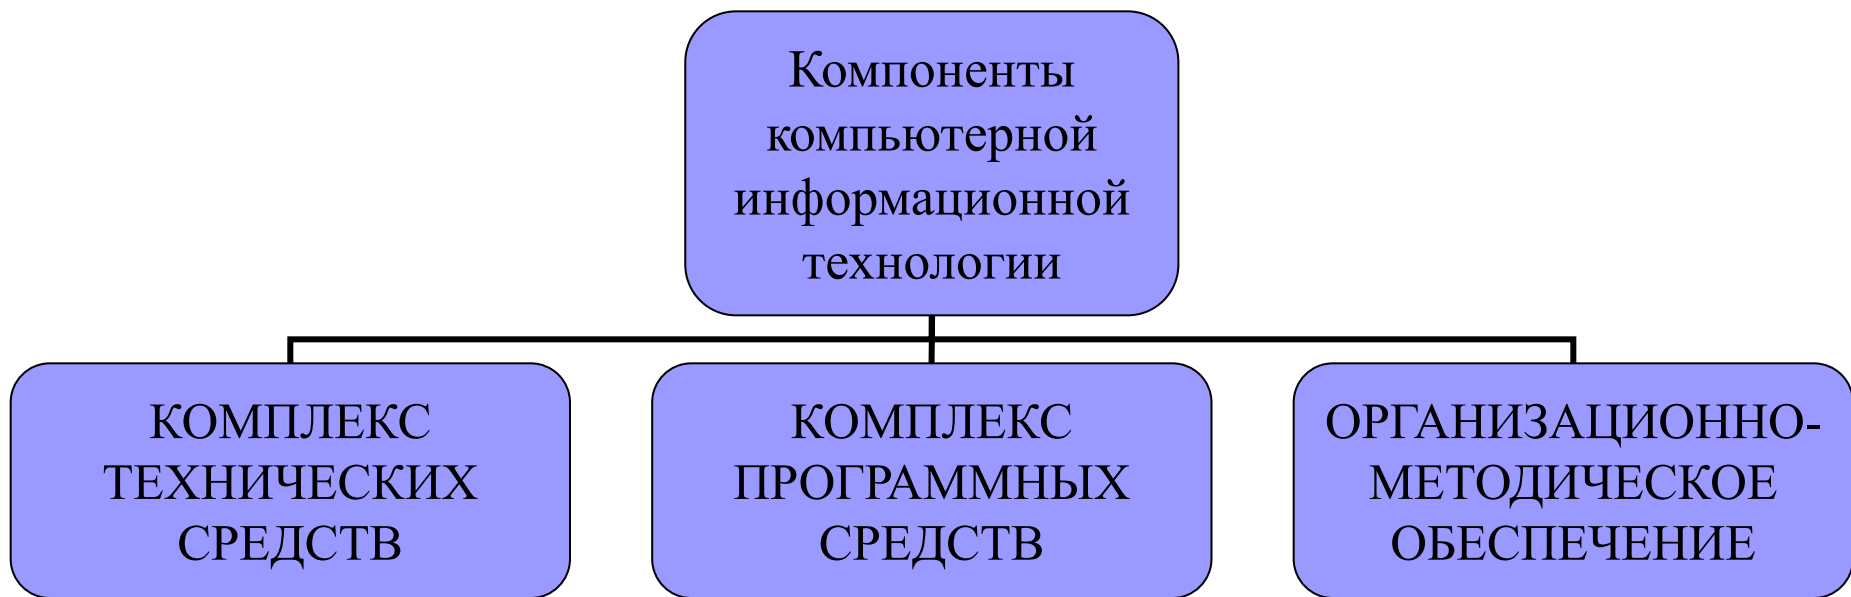 Компоненты
компьютерной
информационной
технологии
КОМПЛЕКС
ТЕХНИЧЕСКИХ
СРЕДСТВ
КОМПЛЕКС
ПРОГРАММНЫХ
СРЕДСТВ
ОРГАНИЗАЦИОННО-
МЕТОДИЧЕСКОЕ
ОБЕСПЕЧЕНИЕ